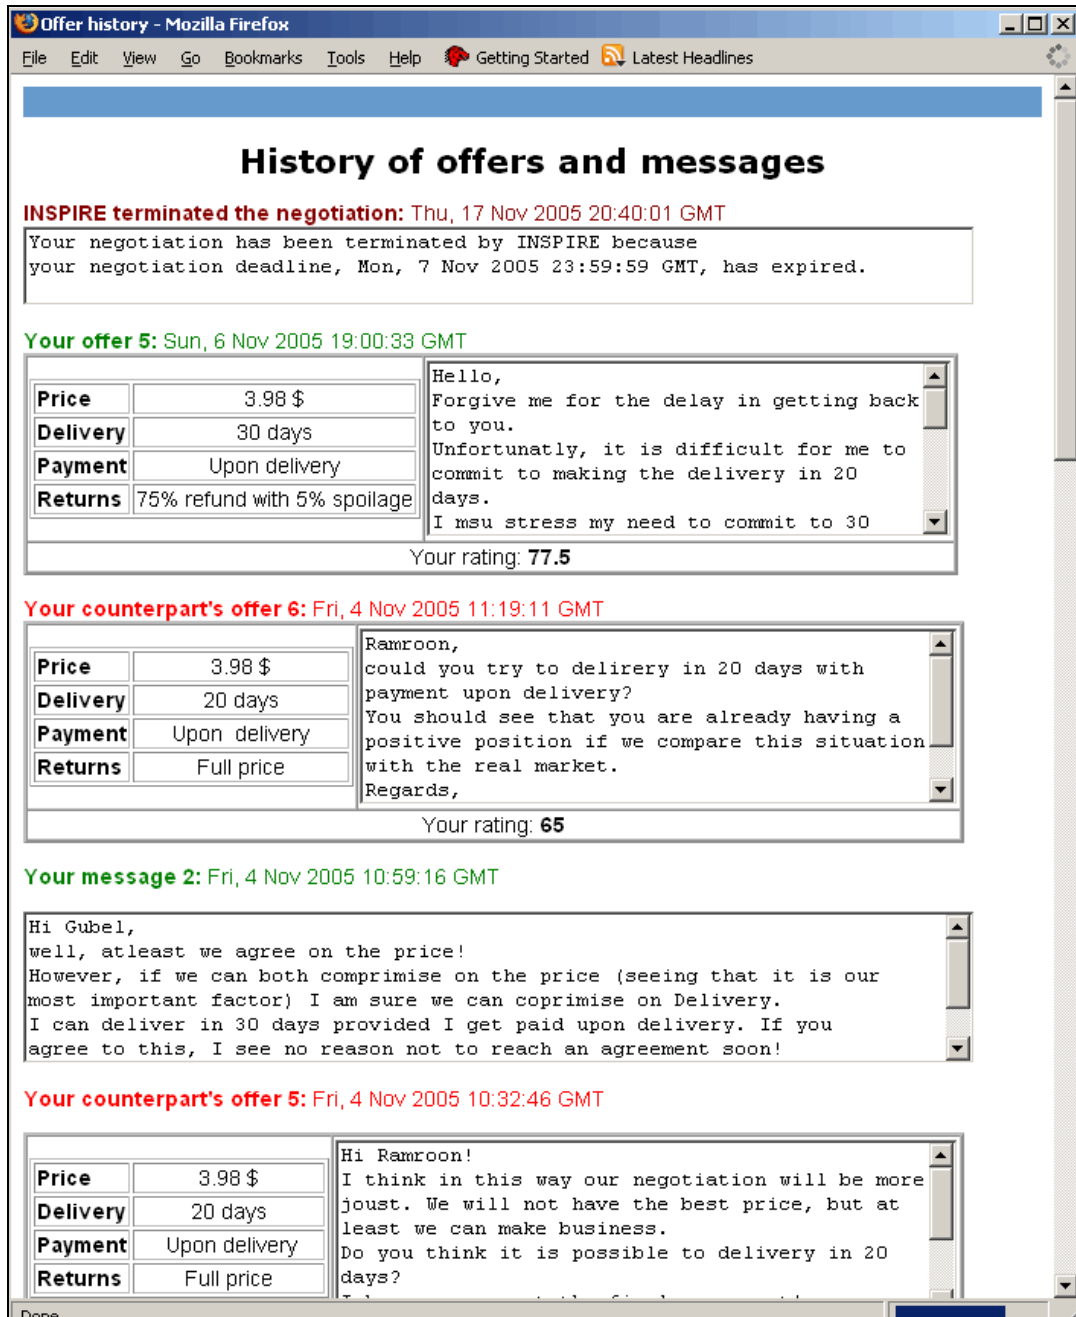 Offer history - Mozilla Firefox
File Edit View Go Bookmarks Tools Help Getting Started Latest Headlines
History of offers and messages
INSPIRE terminated the negotiation: Thu, 17 Nov 2005 20:40:01 GMT
Your negotiation has been terminated by INSPIRE because
your negotiation deadline, Mon, 7 Nov 2005 23:59:59 GMT, has expired.
Your offer 5: Sun, 6 Nov 2005 19:00:33 GMT
Price 3.98 $
Delivery 30 days
Payment Upon delivery
Returns 75% refund with 5% spoilage
Hello,
Forgive me for the delay in getting back
to you.
Unfortunatly, it is difficult for me to
commit to making the delivery in 20
days.
I msu stress my need to commit to 30
Your rating: 77.5
Your counterpart's offer 6: Fri, 4 Nov 2005 11:19:11 GMT
Price 3.98 $
Delivery 20 days
Payment Upon delivery
Returns Full price
Ramroon,
could you try to delirery in 20 days with
payment upon delivery?
You should see that you are already having a
positive position if we compare this situation
with the real market.
Regards,
Your rating: 65
Your message 2: Fri, 4 Nov 2005 10:59:16 GMT
Hi Gubel,
well, atleast we agree on the price!
However, if we can both comprimise on the price (seeing that it is our
most important factor) I am sure we can coprimise on Delivery.
I can deliver in 30 days provided I get paid upon delivery. If you
agree to this, I see no reason not to reach an agreement soon!
Your counterpart's offer 5: Fri, 4 Nov 2005 10:32:46 GMT
Price 3.98 $
Delivery 20 days
Payment Upon delivery
Returns Full price
Hi Ramroon!
I think in this way our negotiation will be more
joust. We will not have the best price, but at
least we can make business.
Do you think it is possible to delivery in 20
days?
Done